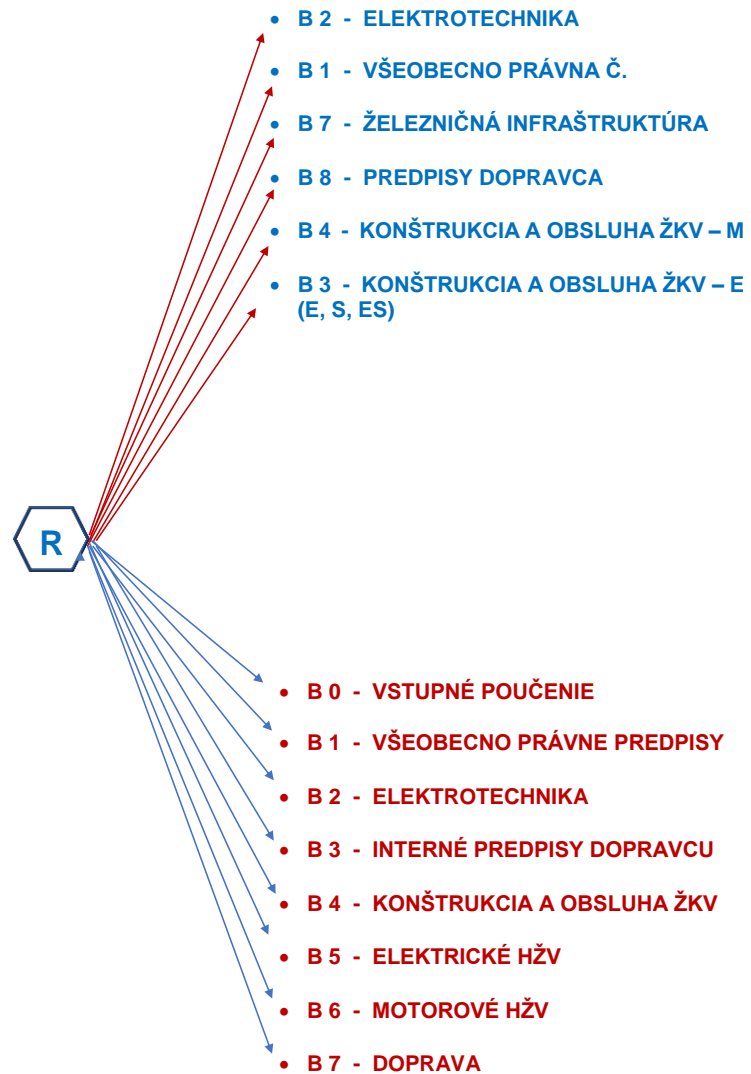 • B 2 - ELEKTROTECHNIKA
• B 1 - VŠEOBECNO PRÁVNA Č.
• B 7 - ŽELEZNIČNÁ INFRAŠTRUKTÚRA
• B 8 - PREDPISY DOPRAVCA
• B 4 - KONŠTRUKCIA A OBSLUHA ŽKV – M
• B 3 - KONŠTRUKCIA A OBSLUHA ŽKV – E
(E, S, ES)
R
• B 0 - VSTUPNÉ POUČENIE
• B 1 - VŠEOBECNO PRÁVNE PREDPISY
• B 2 - ELEKTROTECHNIKA
• B 3 - INTERNÉ PREDPISY DOPRAVCU
• B 4 - KONŠTRUKCIA A OBSLUHA ŽKV
• B 5 - ELEKTRICKÉ HŽV
• B 6 - MOTOROVÉ HŽV
• B 7 - DOPRAVA